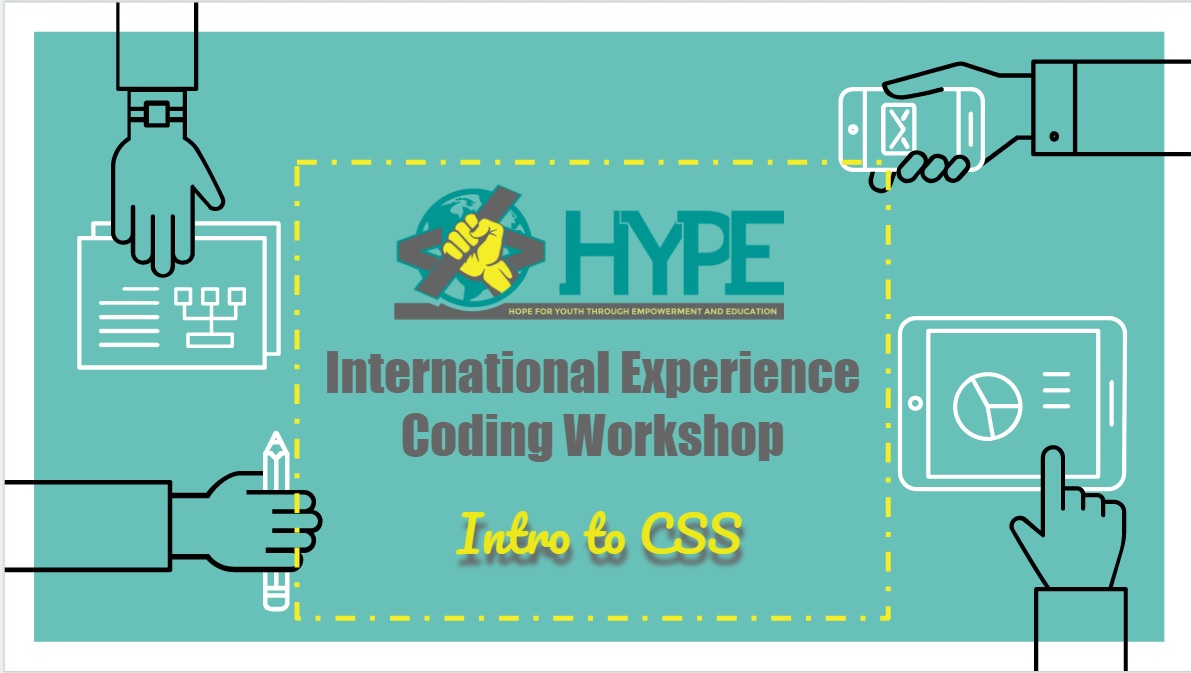 HYPE
HOPE FOR YOUTH THROUGH EMPOWERMENT AND EDUCATION
International Experience
Coding Workshop
Intro to CSS